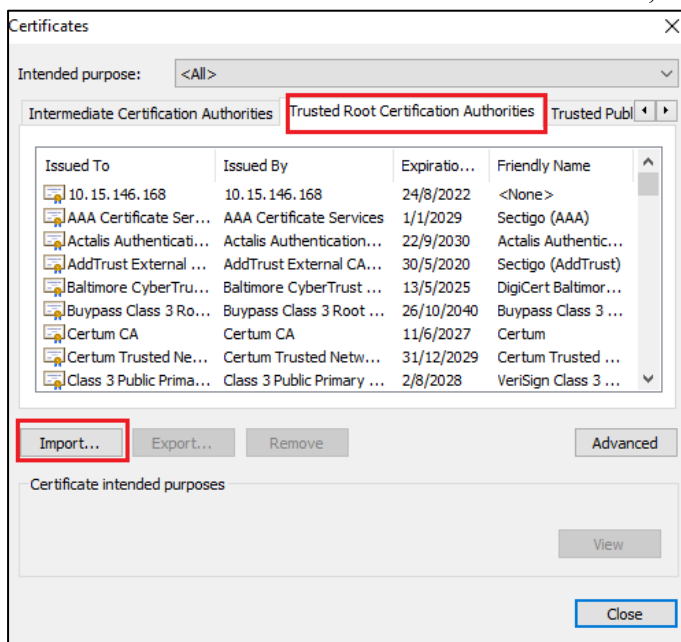 Certificates
Intended purpose: <All>
Intermediate Certification Authorities Trusted Root Certification Authorities Trusted Publ
Issued To Issued By Expiratio... Friendly Name
10.15.146.168 10.15.146.168 24/8/2022 <None>
AAA Certificate Ser... AAA Certificate Services 1/1/2029 Sectigo (AAA)
Actalis Authenticati... Actalis Authentication... 22/9/2030 Actalis Authentic...
AddTrust External ... AddTrust External CA... 30/5/2020 Sectigo (AddTrust)
Baltimore CyberTru... Baltimore CyberTrust ... 13/5/2025 DigiCert Baltimor...
Buypass Class 3 Ro... Buypass Class 3 Root ... 26/10/2040 Buypass Class 3 ...
Certum CA Certum CA 11/6/2027 Certum
Certum Trusted Ne... Certum Trusted Netw... 31/12/2029 Certum Trusted ...
Class 3 Public Prima... Class 3 Public Primary ... 2/8/2028 VeriSign Class 3 ...
Import... Export... Remove Advanced
Certificate intended purposes
View
Close